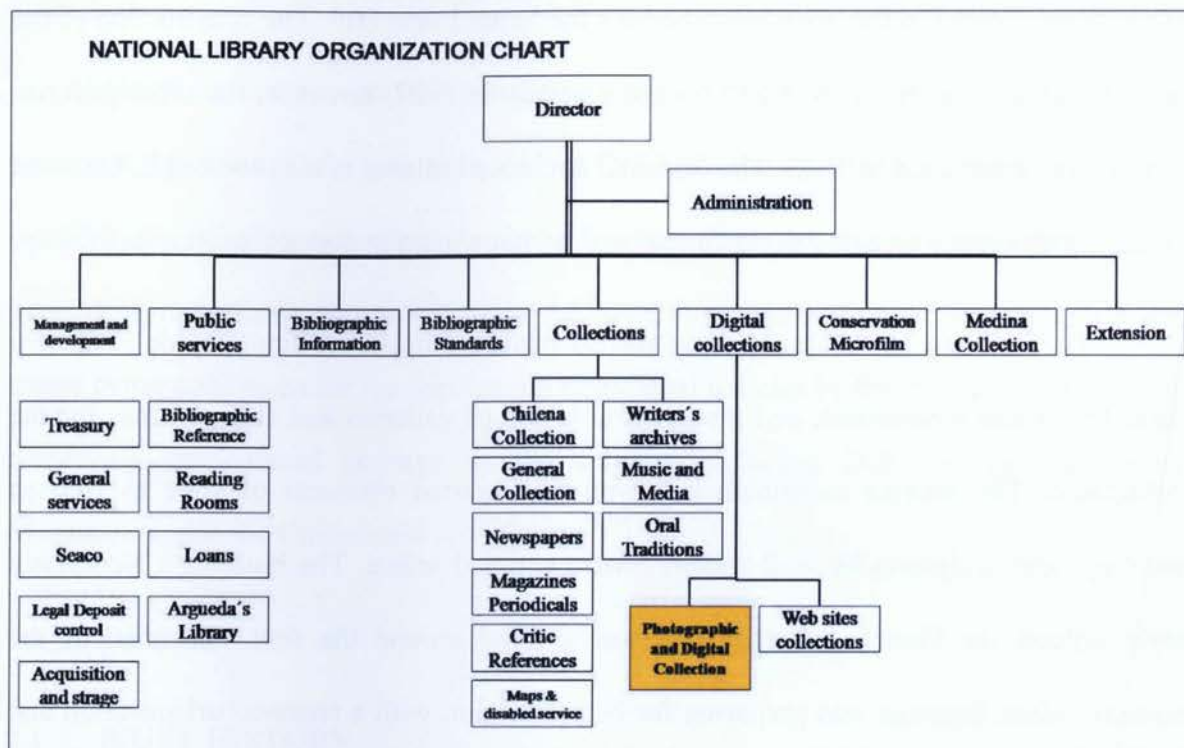 NATIONAL LIBRARY ORGANIZATION CHART
Director
Administration
Management and
development
Public
services
Bibliographic
Information
Bibliographic
Standards
Collections
Digital
collections
Conservation
Microfilm
Medina
Collection
Extension
Treasury
General
services
Seaco
Legal Deposit
control
Acquisition
and strage
Bibliographic
Reference
Reading
Rooms
Loans
Argueda´s
Library
Chilena
Collection
General
Collection
Newspapers
Magazines
Periodicals
Critic
References
Maps &
disabled service
Writer´s
archives
Music and
Media
Oral
Traditions
Photographic
and Digital
Collection
Web sites
collections